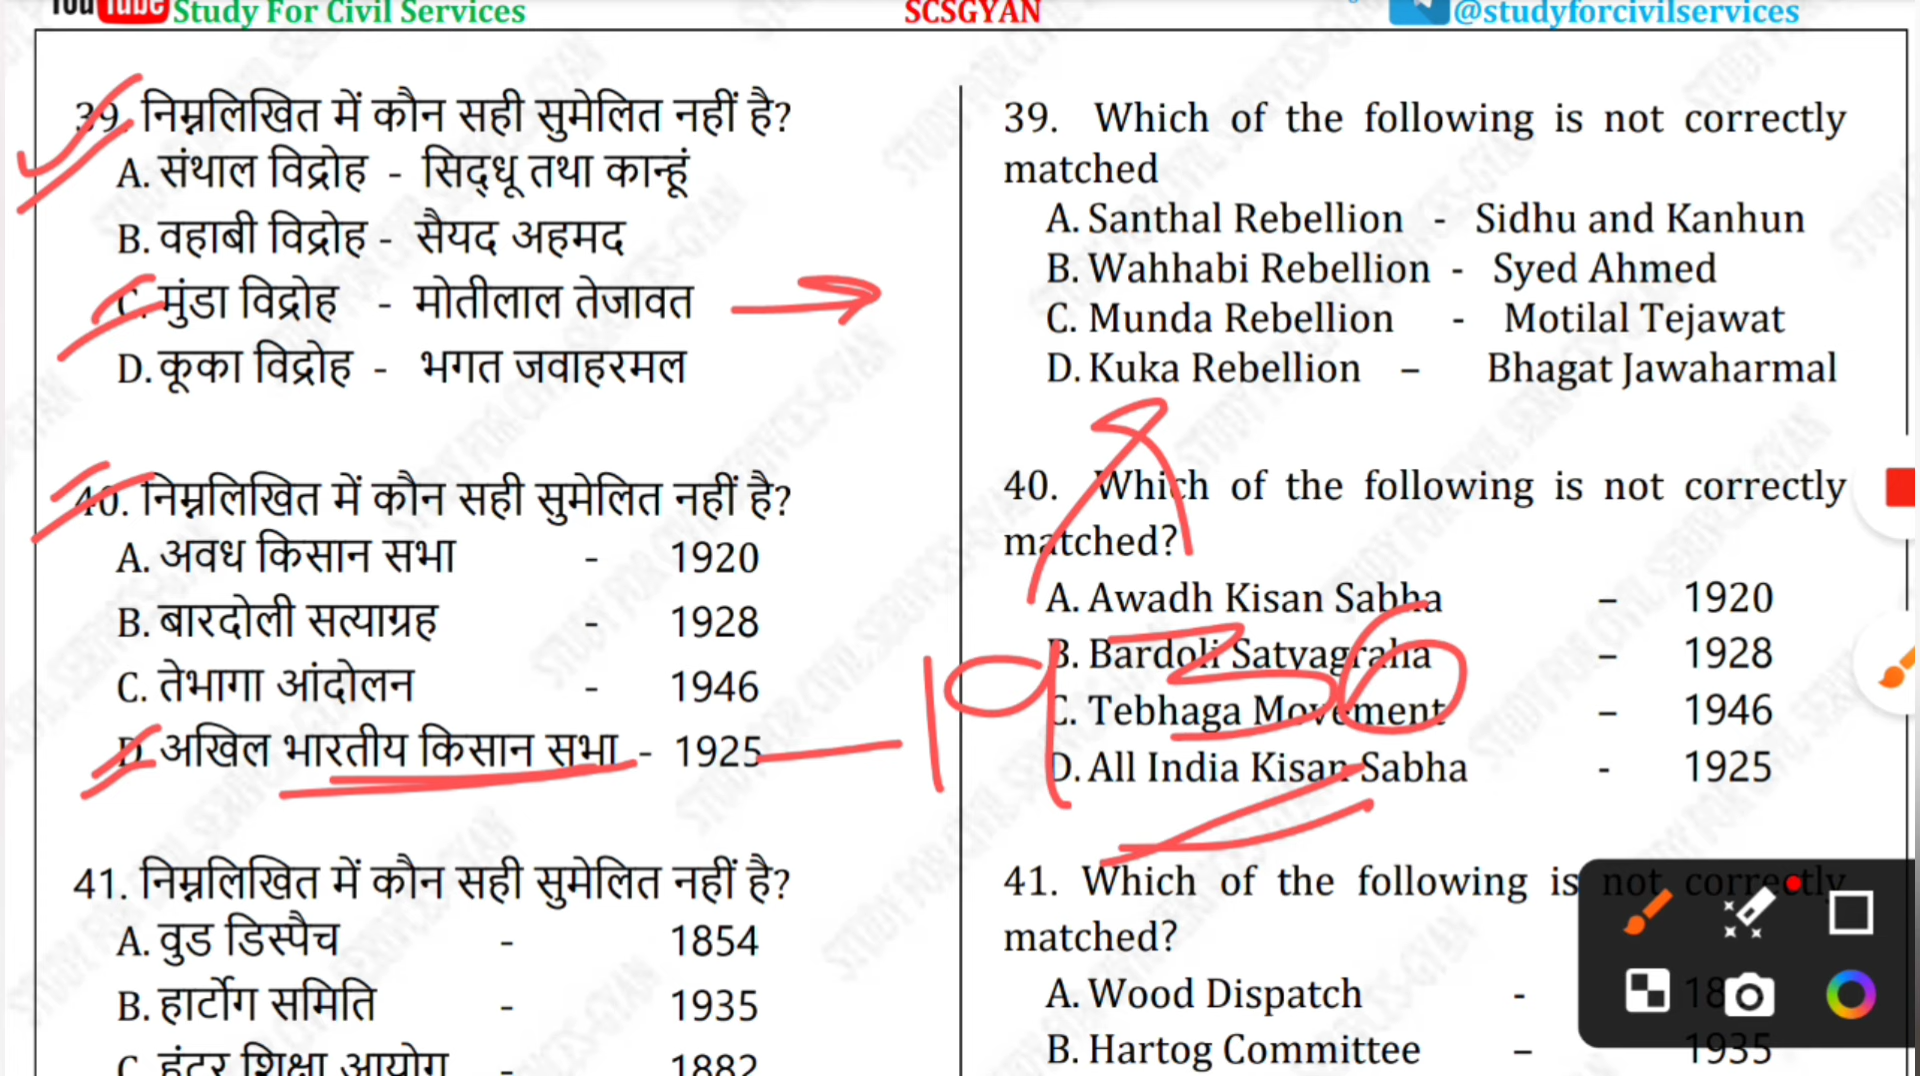 YouTube Study For Civil Services
SCSGYAN
@studyforcivilservices
39. निम्नलिखित में कौन सही सुमेलित नहीं है?
A. संथाल विद्रोह - सिद्धू तथा कान्हूं
B. वहाबी विद्रोह - सैयद अहमद
C. मुंडा विद्रोह - मोतीलाल तेजावत
D. कूका विद्रोह - भगत जवाहरमल
40. निम्नलिखित में कौन सही सुमेलित नहीं है?
A. अवध किसान सभा - 1920
B. बारदोली सत्याग्रह - 1928
C. तेभागा आंदोलन - 1946
D. अखिल भारतीय किसान सभा - 1925
1936
41. निम्नलिखित में कौन सही सुमेलित नहीं है?
A. वुड डिस्पैच - 1854
B. हार्टोग समिति - 1935
C. हंटर शिक्षा आयोग - 1882
39. Which of the following is not correctly
matched
A. Santhal Rebellion - Sidhu and Kanhun
B. Wahhabi Rebellion - Syed Ahmed
C. Munda Rebellion - Motilal Tejawat
D. Kuka Rebellion – Bhagat Jawaharmal
40. Which of the following is not correctly
matched?
A. Awadh Kisan Sabha – 1920
B. Bardoli Satyagraha – 1928
C. Tebhaga Movement – 1946
D. All India Kisan Sabha - 1925
41. Which of the following is not correctly
matched?
A. Wood Dispatch -
B. Hartog Committee – 1935